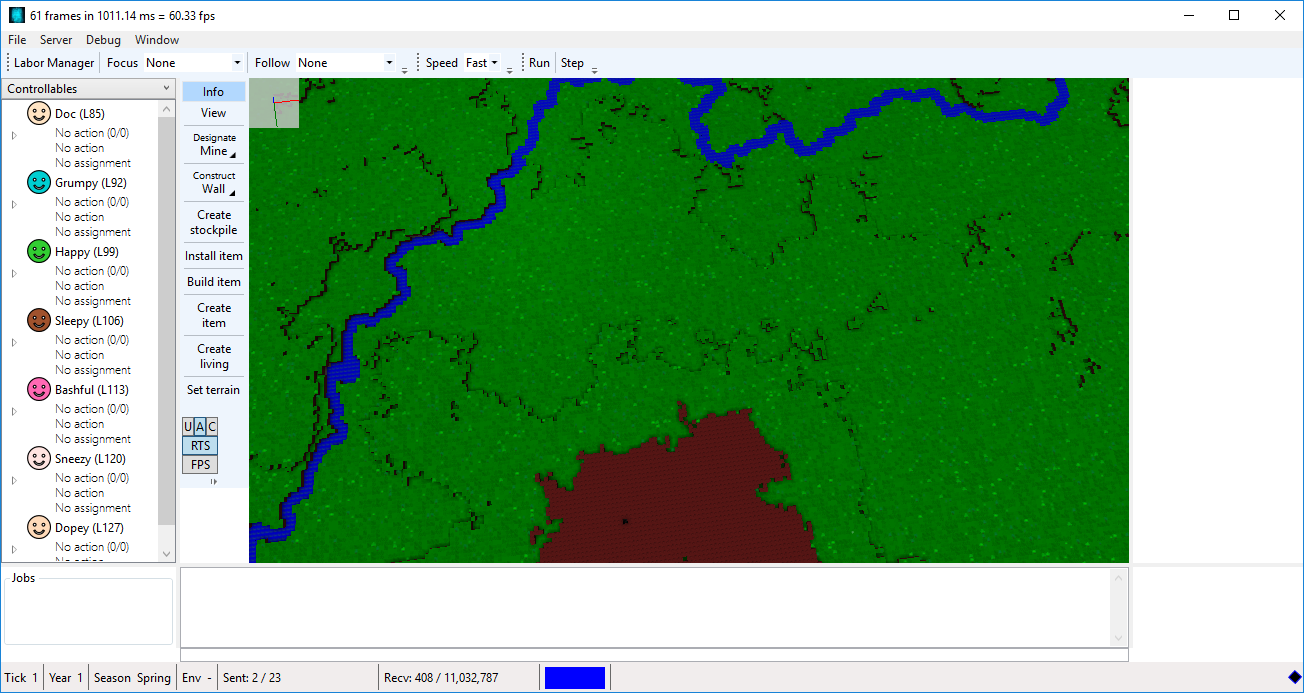 61 frames in 1011.14 ms = 60.33 fps
File Server Debug Window
Labor Manager Focus None Follow None Speed Fast Run Step
Controllables
Doc (L85)
No action (0/0)
No action
No assignment
Grumpy (L92)
No action (0/0)
No action
No assignment
Happy (L99)
No action (0/0)
No action
No assignment
Sleepy (L106)
No action (0/0)
No action
No assignment
Bashful (L113)
No action (0/0)
No action
No assignment
Sneezy (L120)
No action (0/0)
No action
No assignment
Dopey (L127)
No action (0/0)
Info
View
Designate
Mine
Construct
Wall
Create
stockpile
Install item
Build item
Create
item
Create
living
Set terrain
U A C
RTS
FPS
Jobs
Tick 1 Year 1 Season Spring Env - Sent: 2 / 23 Recv: 408 / 11,032,787